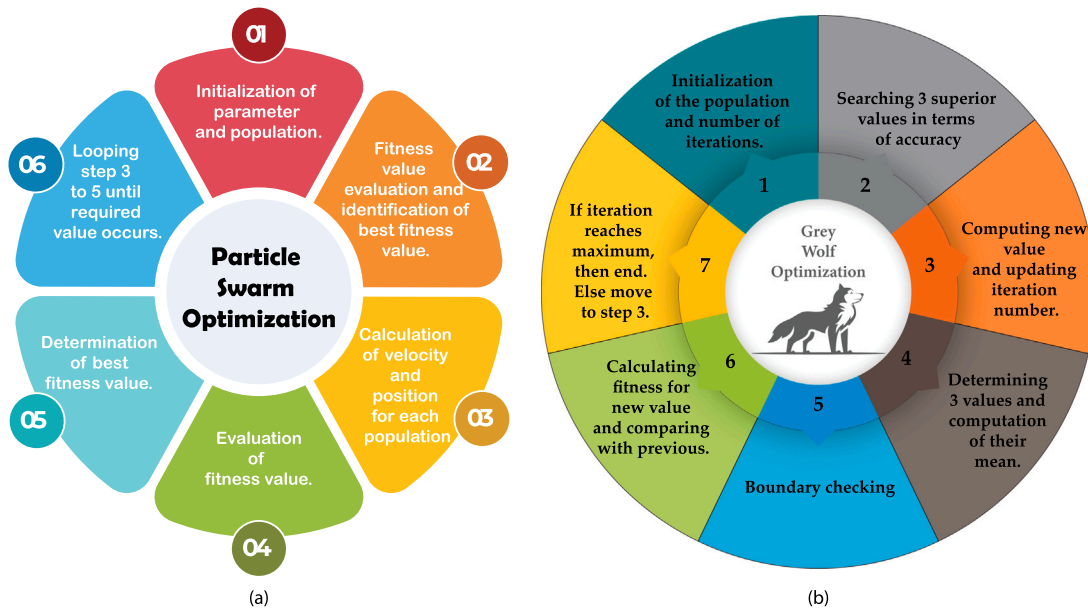 01
Initialization of
parameter
and population.
02
Fitness
value
evaluation and
identification of
best fitness
value.
03
Calculation
of velocity
and
position
for each
population
04
Evaluation
of
fitness value.
05
Determination
of best
fitness value.
06
Looping
step 3
to 5 until
required
value occurs.
Particle
Swarm
Optimization
(a)
Initialization
of the population
and number of
iterations.
1
Searching 3 superior
values in terms
of accuracy
2
Computing new
value
and updating
iteration
number.
3
Determining
3 values and
computation
of their
mean.
4
Boundary checking
5
Calculating
fitness for
new value
and comparing
with previous.
6
If iteration
reaches
maximum,
then end.
Else move
to step 3.
7
Grey
Wolf
Optimization
(b)